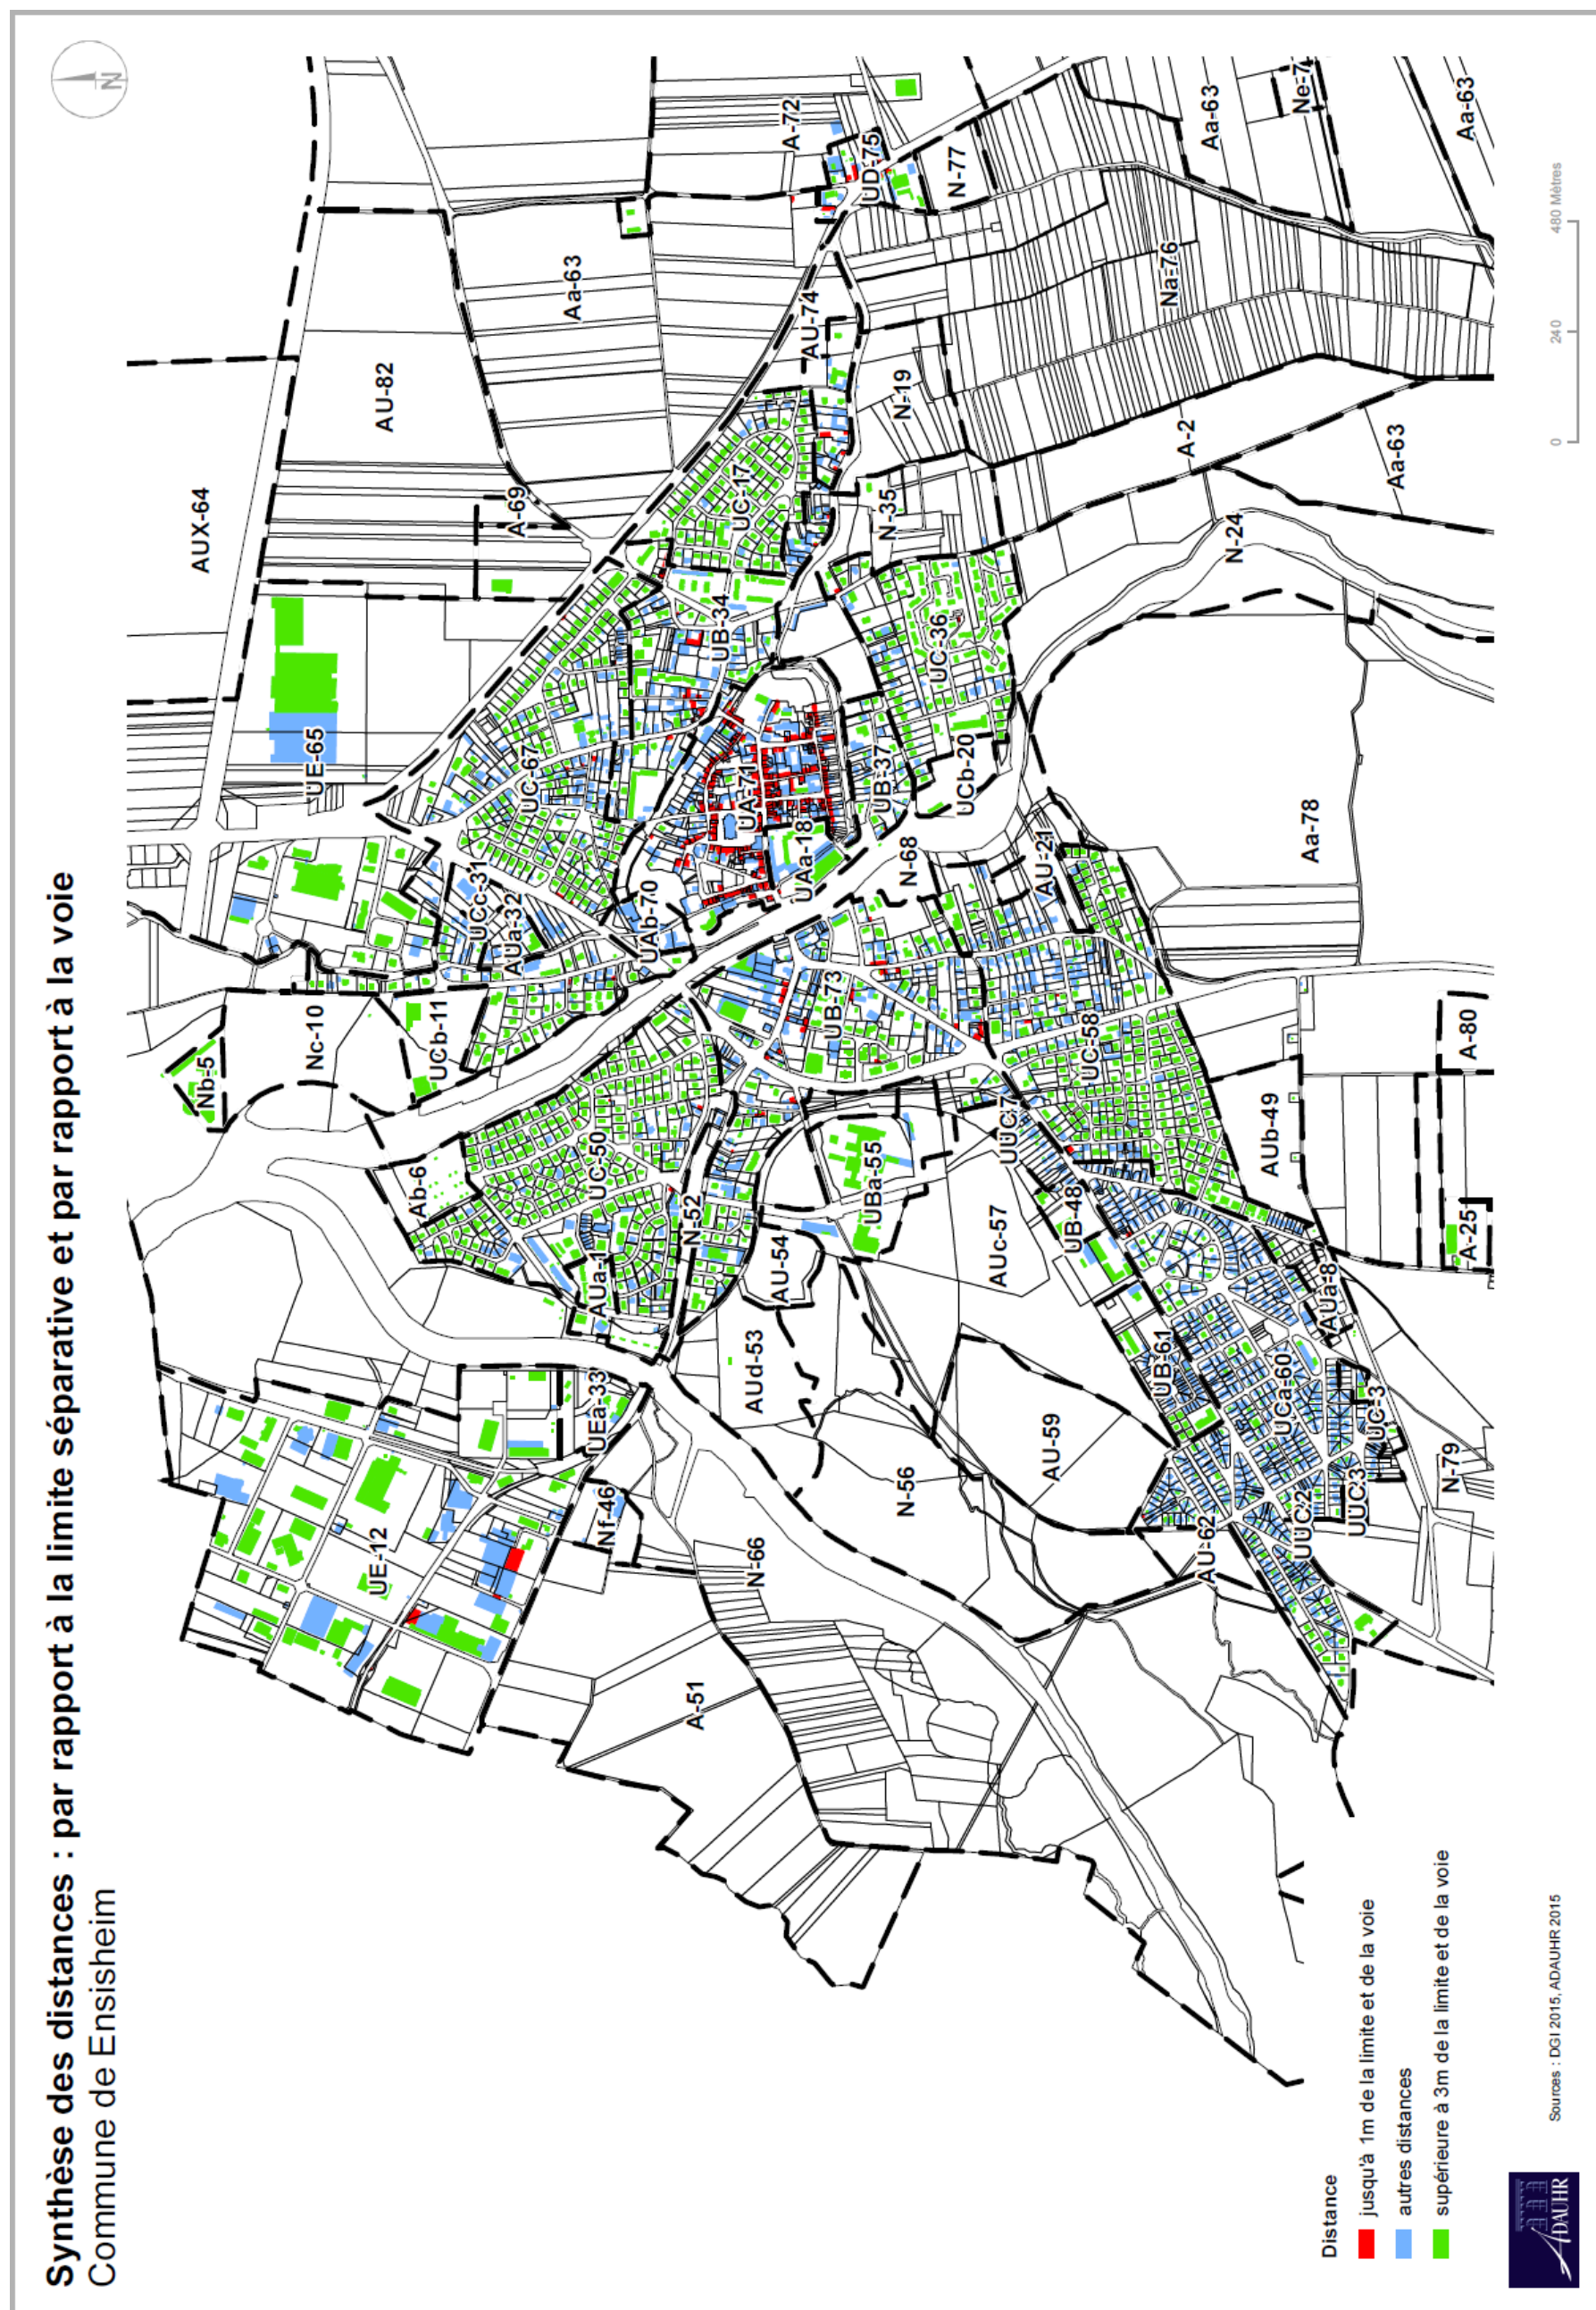 Synthèse des distances : par rapport à la limite séparative et par rapport à la voie
Commune de Ensisheim
N
Nb-5
Nc-10
UCb-11
Ab-6
UCc-31
AUa-32
UE-65
AUX-64
AU-82
A-69
Aa-63
A-72
UD-75
N-77
Aa-63
Ne-7
Aa-63
UC-67
UAb-70
UC-50
AUa-1
N-52
UEa-33
UE-12
Nf-46
N-66
A-51
AUd-53
AU-54
UBa-55
UB-73
UAa-18
UA-71
UB-34
UC-17
AU-74
N-19
N-35
UC-36
UB-37
UCb-20
N-68
AU-21
UC-58
UUC7
UB-48
AUc-57
N-56
AU-59
UB-61
AU-62
UCa-60
UUC22
UUC3
UC-3
AUa-8
AUb-49
N-79
A-25
A-80
Aa-78
N-24
A-2
Aa-63
Na-76
Distance
jusqu'à 1m de la limite et de la voie
autres distances
supérieure à 3m de la limite et de la voie
ADAUHR
Sources : DGI 2015, ADAUHR 2015
0 240 480 Mètres